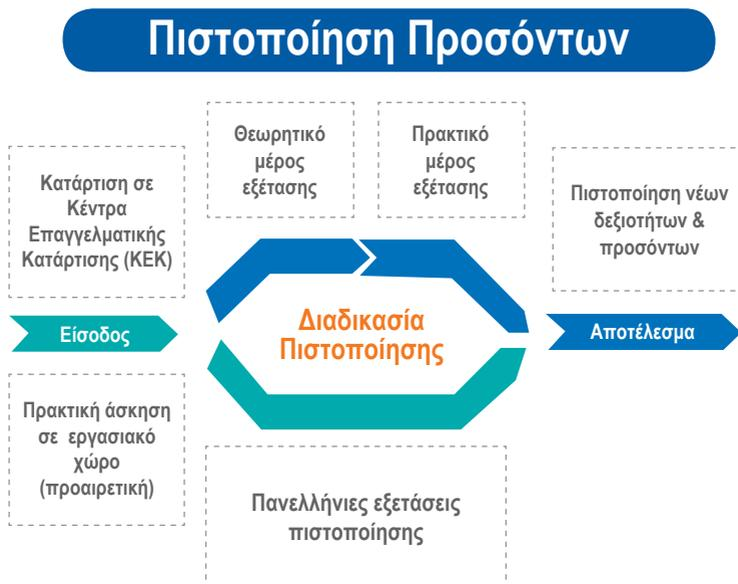 Πιστοποίηση Προσόντων
Θεωρητικό
μέρος
εξέτασης
Πρακτικό
μέρος
εξέτασης
Κατάρτιση σε
Κέντρα
Επαγγελματικής
Κατάρτισης (ΚΕΚ)
Πιστοποίηση νέων
δεξιοτήτων &
προσόντων
Είσοδος
Διαδικασία
Πιστοποίησης
Αποτέλεσμα
Πρακτική άσκηση
σε εργασιακό
χώρο
(προαιρετική)
Πανελλήνιες εξετάσεις
πιστοποίησης